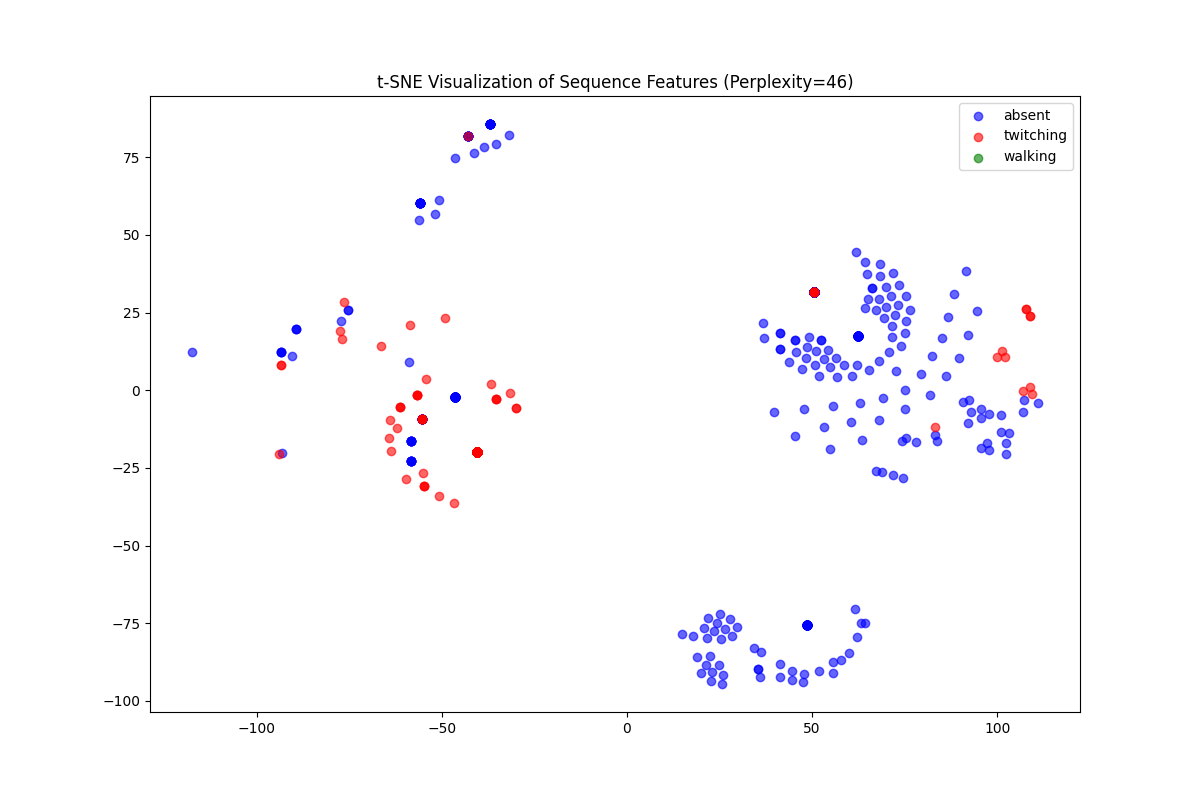 t-SNE Visualization of Sequence Features (Perplexity=46)
absent
twitching
walking
75
50
25
0
−25
−50
−75
−100
−100 −50 0 50 100